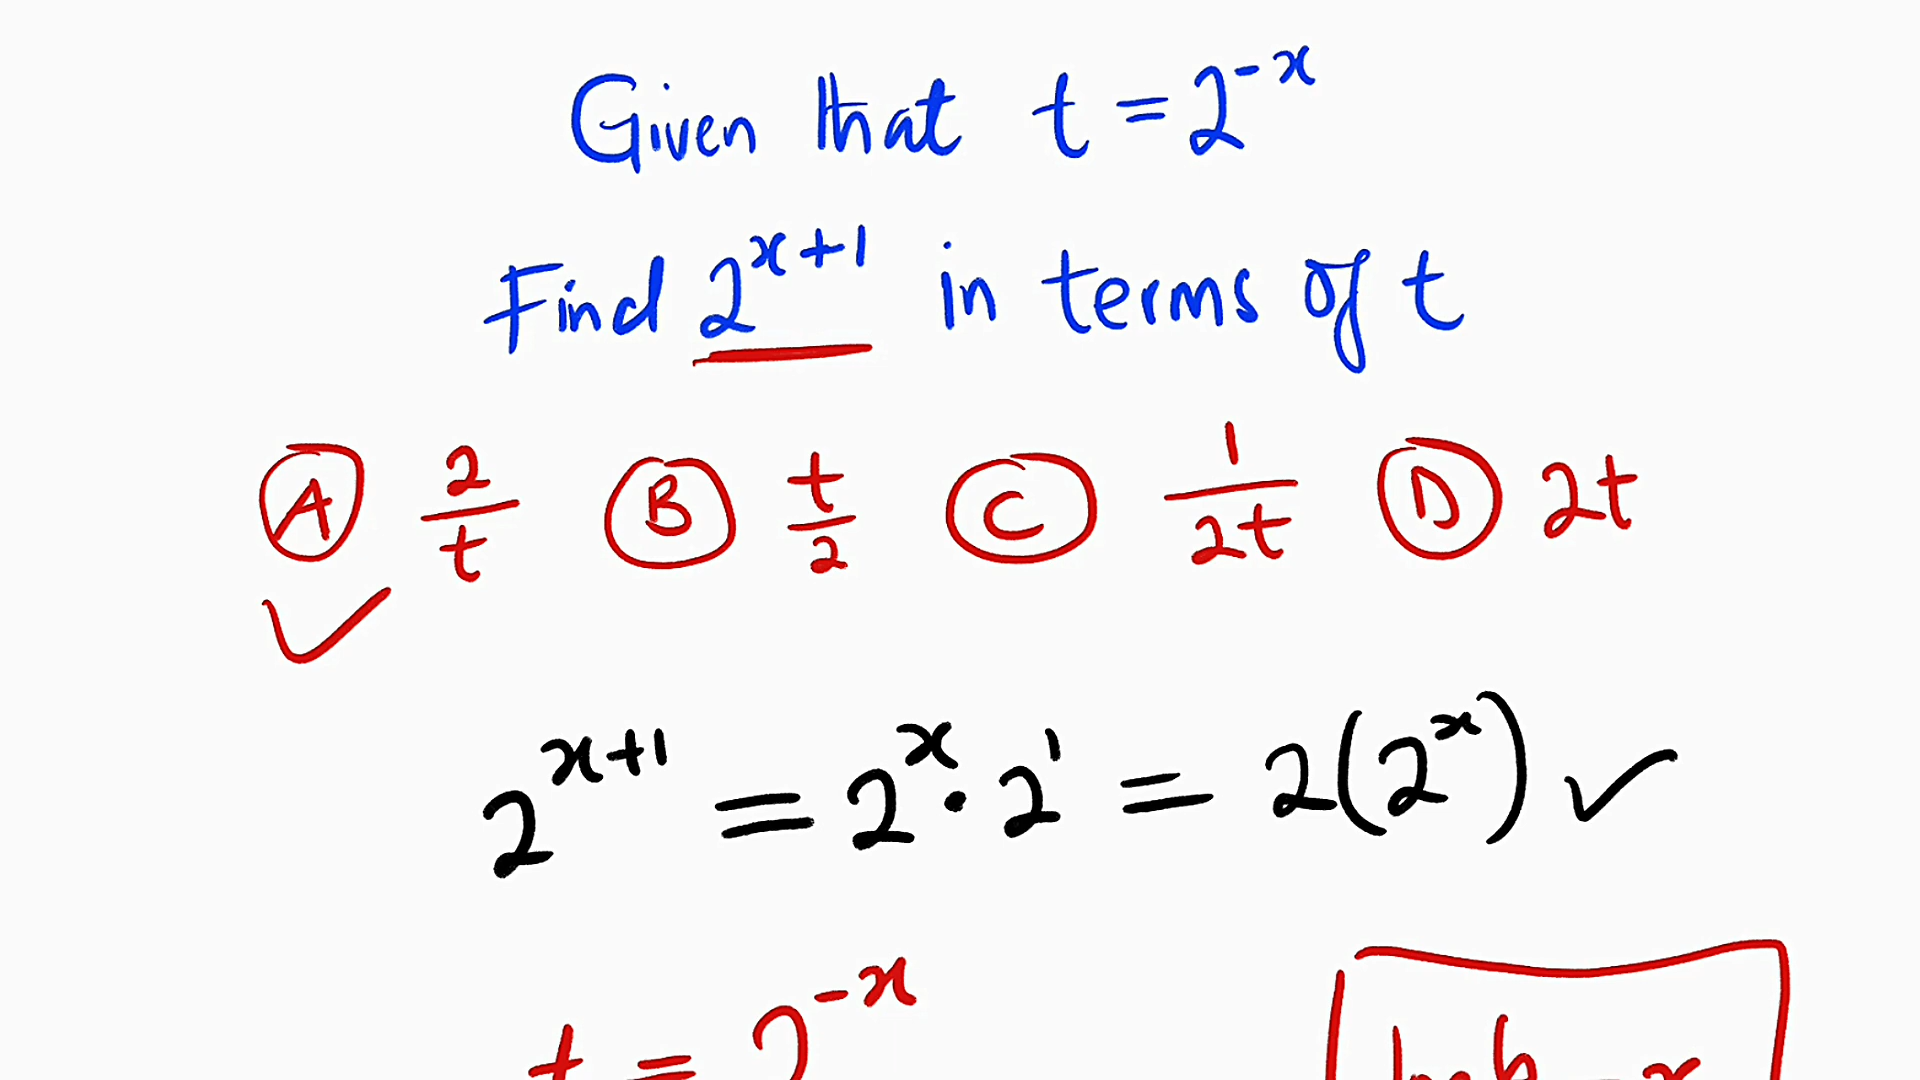 Given that t = 2^{-x}
Find 2^{x+1} in terms of t
A 2/t B t/2 C 1/2t D 2t
2^{x+1} = 2^x · 2^1 = 2(2^x)
t = 2^{-x}